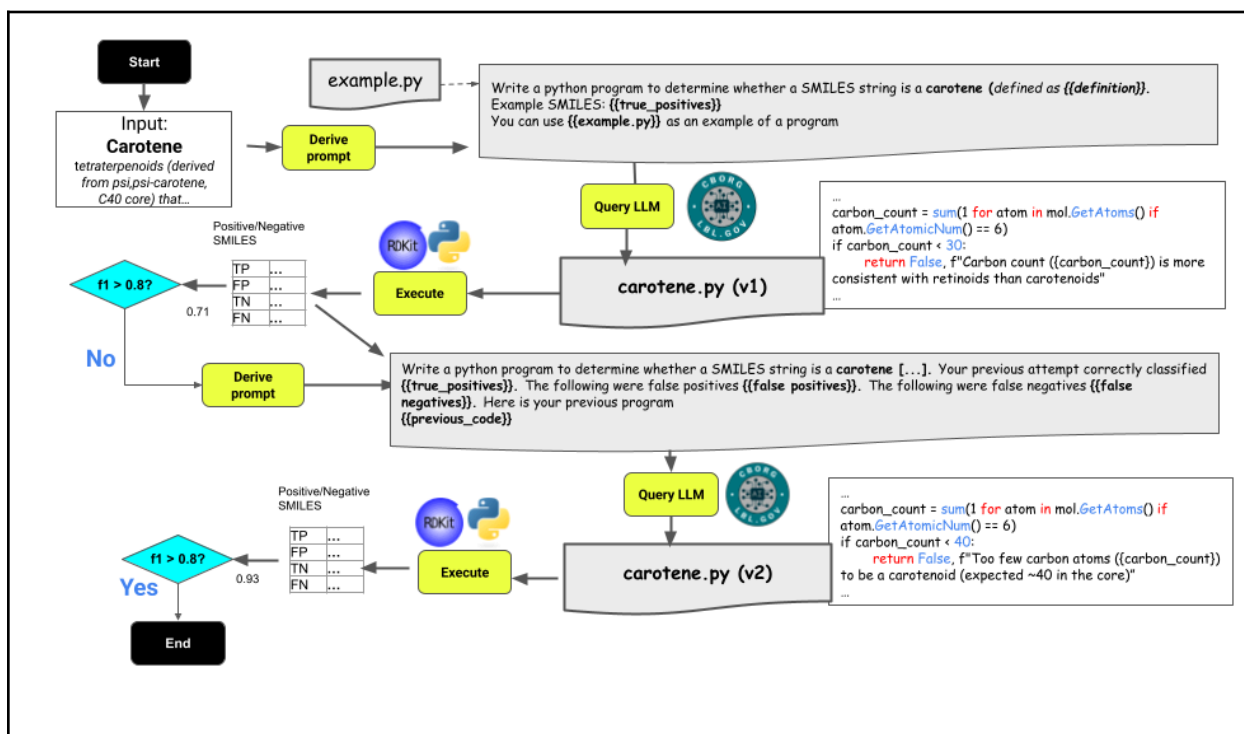 Start
example.py
Write a python program to determine whether a SMILES string is a carotene (defined as {{definition}}.
Example SMILES: {{true_positives}}
You can use {{example.py}} as an example of a program
Input:
Carotene
tetraterpenoids (derived
from psi,psi-carotene,
C40 core) that...
Derive
prompt
Query LLM
CBORG
AI
LBL.GOV
...
carbon_count = sum(1 for atom in mol.GetAtoms() if
atom.GetAtomicNum() == 6)
if carbon_count < 30:
return False, f"Carbon count ({carbon_count}) is more
consistent with retinoids than carotenoids"
...
Positive/Negative
SMILES
RDKit
f1 > 0.8?
0.71
TP ...
FP ...
TN ...
FN ...
Execute
carotene.py (v1)
No
Derive
prompt
Write a python program to determine whether a SMILES string is a carotene [...]. Your previous attempt correctly classified
{{true_positives}}. The following were false positives {{false positives}}. The following were false negatives {{false
negatives}}. Here is your previous program
{{previous_code}}
Query LLM
CBORG
AI
LBL.GOV
...
carbon_count = sum(1 for atom in mol.GetAtoms() if
atom.GetAtomicNum() == 6)
if carbon_count < 40:
return False, f"Too few carbon atoms ({carbon_count})
to be a carotenoid (expected ~40 in the core)"
...
Positive/Negative
SMILES
RDKit
f1 > 0.8?
0.93
TP ...
FP ...
TN ...
FN ...
Execute
carotene.py (v2)
Yes
End